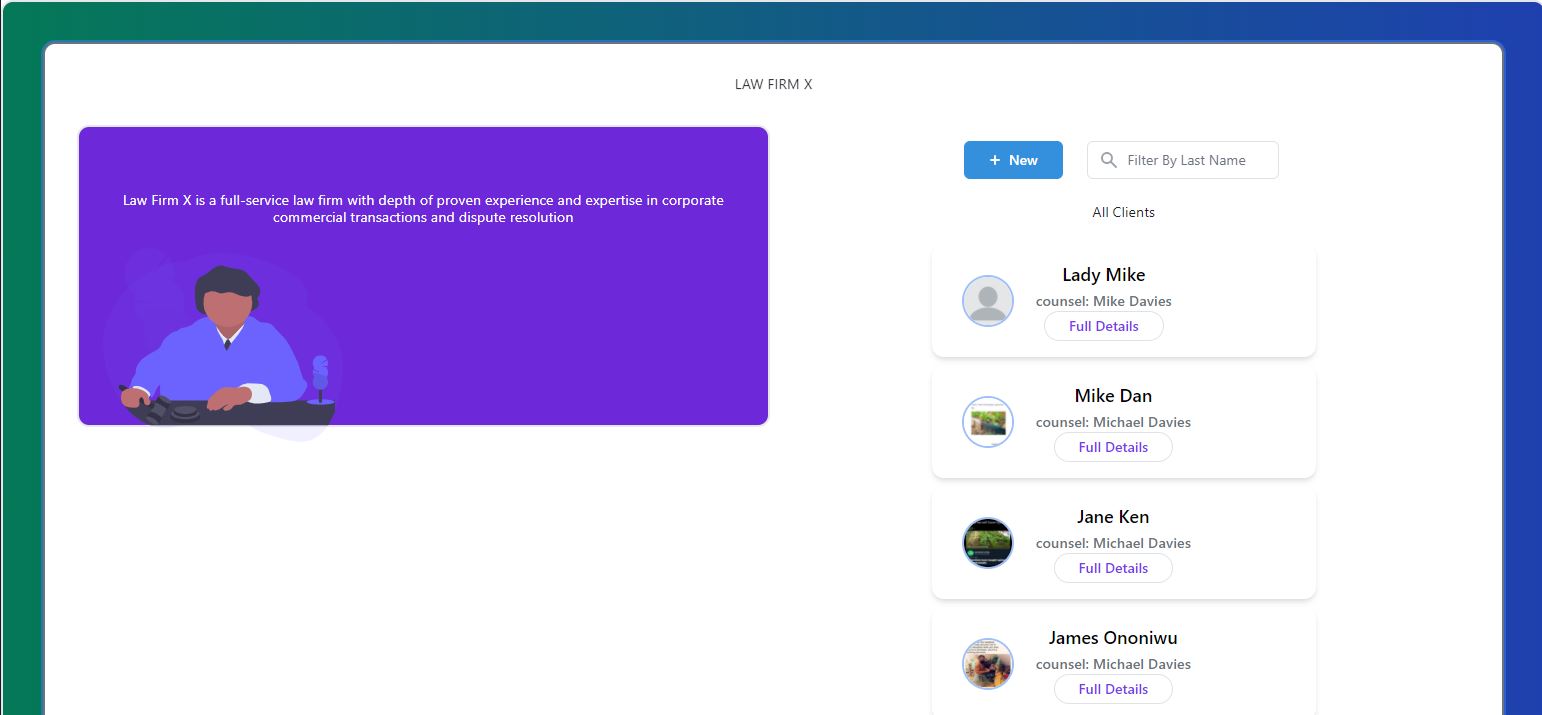 LAW FIRM X
Law Firm X is a full-service law firm with depth of proven experience and expertise in corporate
commercial transactions and dispute resolution
+ New
Filter By Last Name
All Clients
Lady Mike
counsel: Mike Davies
Full Details
Mike Dan
counsel: Michael Davies
Full Details
Jane Ken
counsel: Michael Davies
Full Details
James Ononiwu
counsel: Michael Davies
Full Details